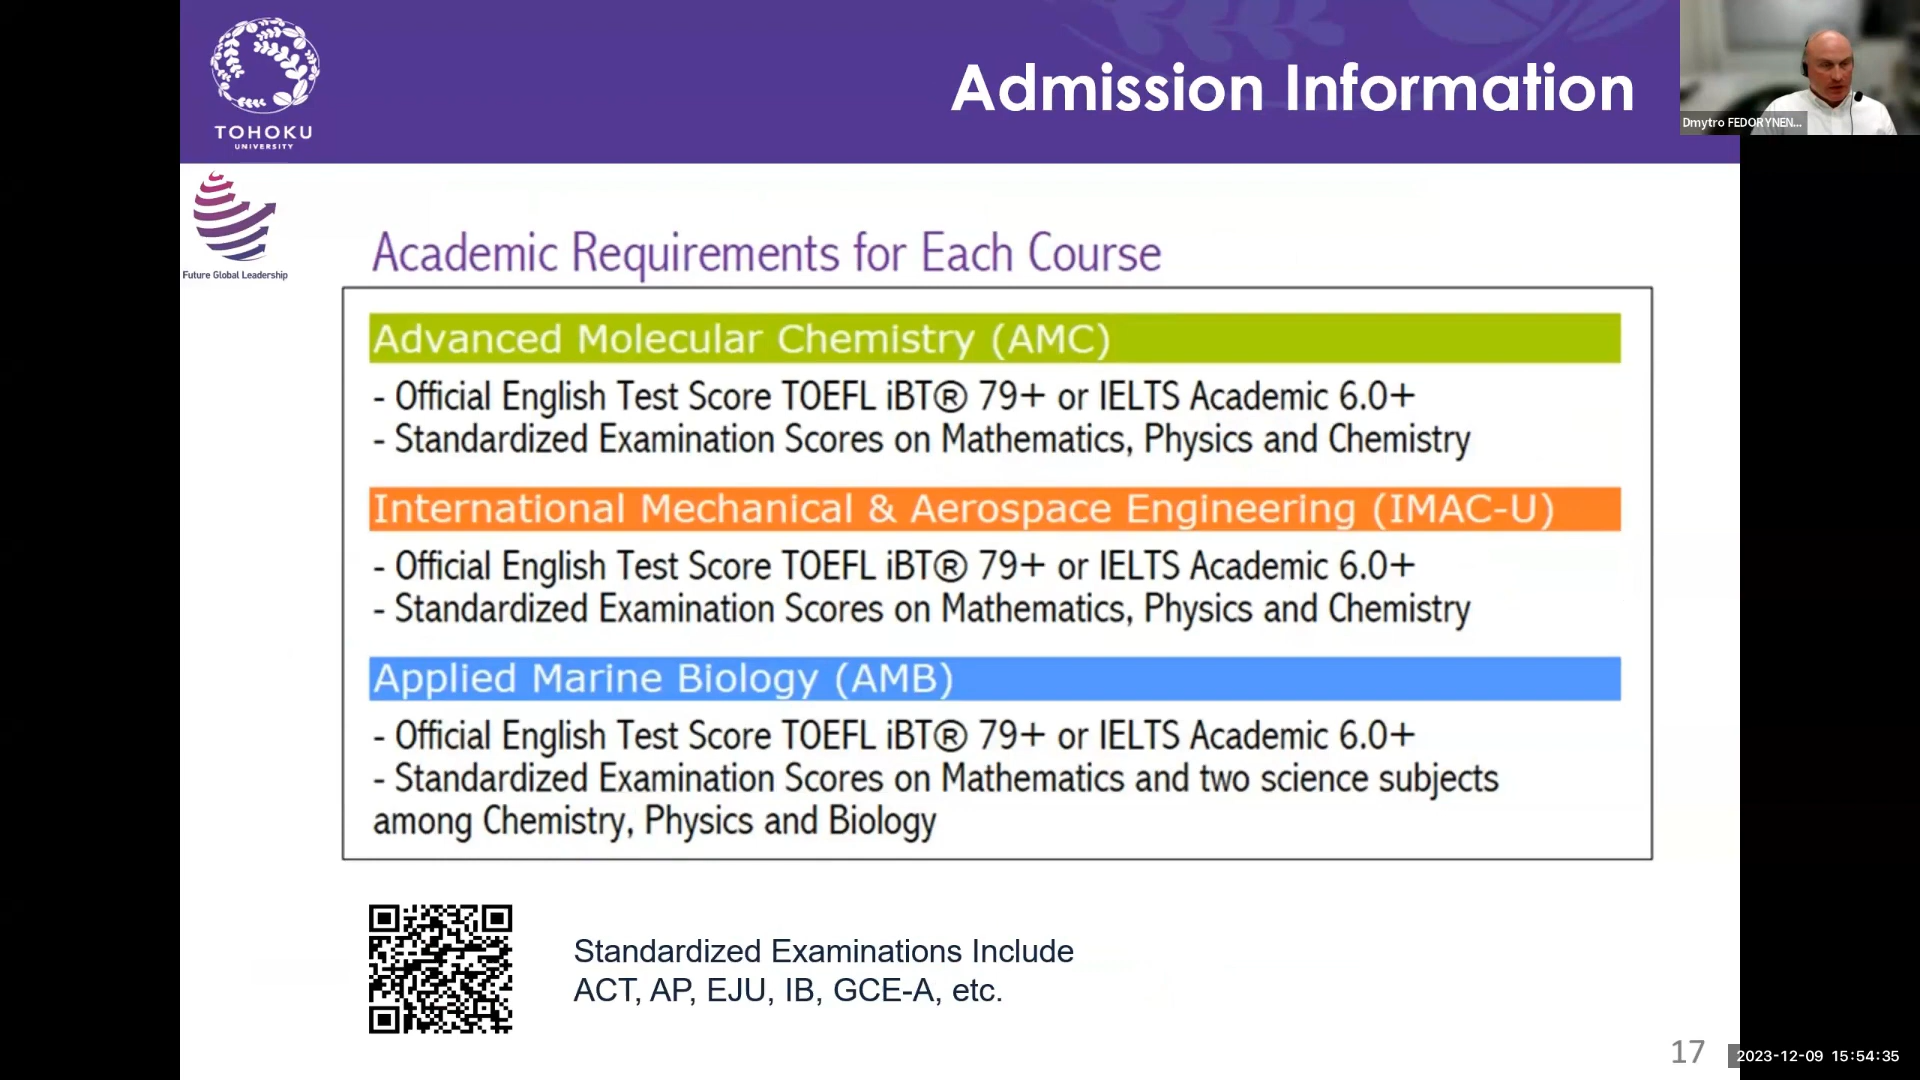 TOHOKU
UNIVERSITY
Admission Information
Dmytro FEDORYNEN...
Future Global Leadership
Academic Requirements for Each Course
Advanced Molecular Chemistry (AMC)
- Official English Test Score TOEFL iBT® 79+ or IELTS Academic 6.0+
- Standardized Examination Scores on Mathematics, Physics and Chemistry
International Mechanical & Aerospace Engineering (IMAC-U)
- Official English Test Score TOEFL iBT® 79+ or IELTS Academic 6.0+
- Standardized Examination Scores on Mathematics, Physics and Chemistry
Applied Marine Biology (AMB)
- Official English Test Score TOEFL iBT® 79+ or IELTS Academic 6.0+
- Standardized Examination Scores on Mathematics and two science subjects
among Chemistry, Physics and Biology
Standardized Examinations Include
ACT, AP, EJU, IB, GCE-A, etc.
17
2023-12-09 15:54:35